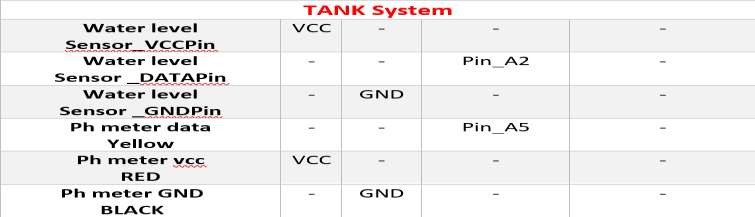 TANK System
Water level VCC - - -
Sensor_VCCPin
Water level - - Pin_A2 -
Sensor _DATAPin
Water level - GND - -
Sensor _GNDPin
Ph meter data - - Pin_A5 -
Yellow
Ph meter vcc VCC - - -
RED
Ph meter GND - GND - -
BLACK